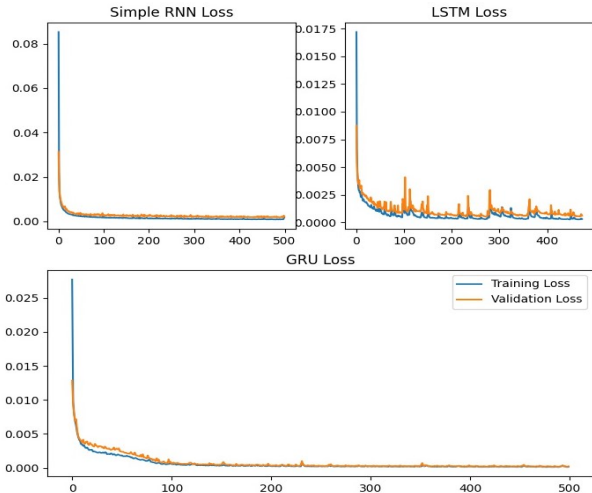 Simple RNN Loss
0.08
0.06
0.04
0.02
0.00
0 100 200 300 400 500
LSTM Loss
0.0175
0.0150
0.0125
0.0100
0.0075
0.0050
0.0025
0.0000
0 100 200 300 400
GRU Loss
Training Loss
Validation Loss
0.025
0.020
0.015
0.010
0.005
0.000
0 100 200 300 400 500